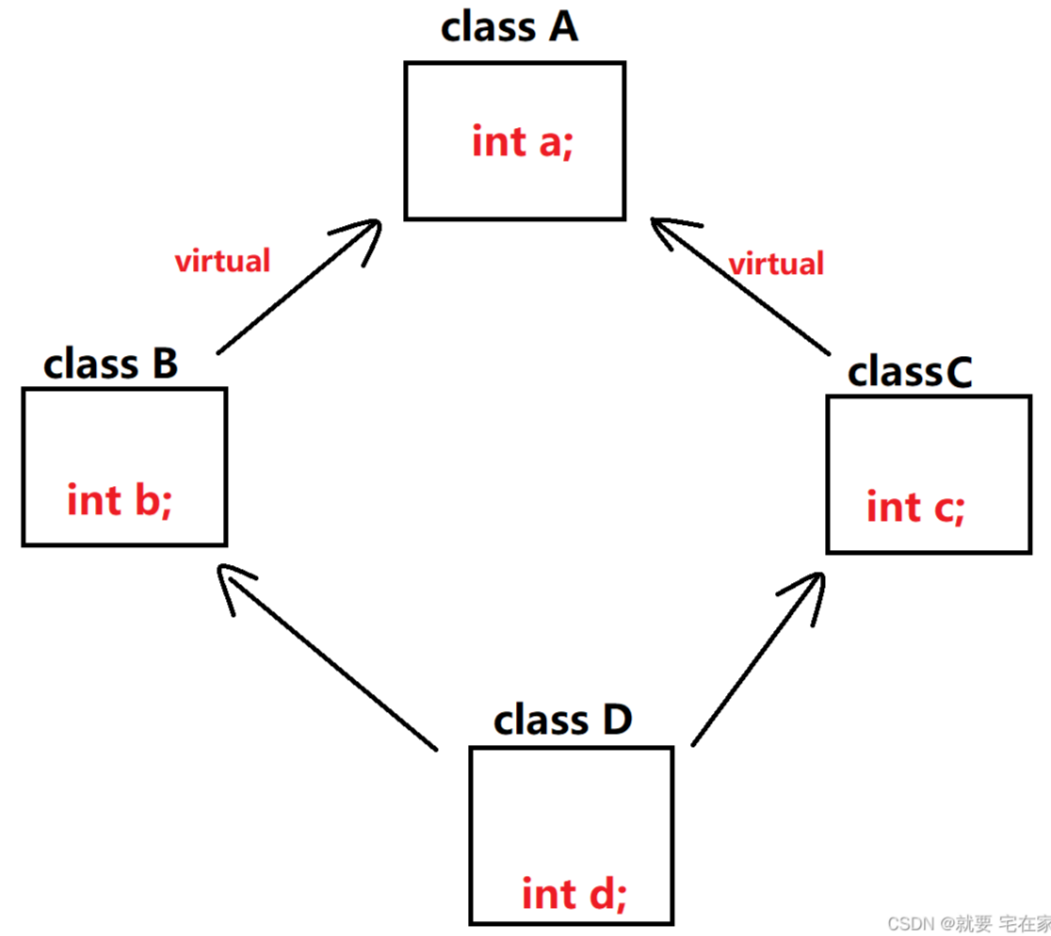 class A
int a;
virtual
virtual
class B
classC
int b;
int c;
class D
int d;
CSDN @就要 宅在家